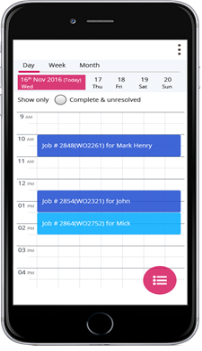 Day Week Month
16th Nov 2016 (Today) 17 18 19 20
Wed Thu Fri Sat Sun
Show only Complete & unresolved
9 AM
10 AM
Job # 2848(WO2261) for Mark Henry
11 AM
12 PM
01 PM
Job # 2854(WO2321) for John
02 PM
Job # 2864(WO2752) for Mick
03 PM
04 PM